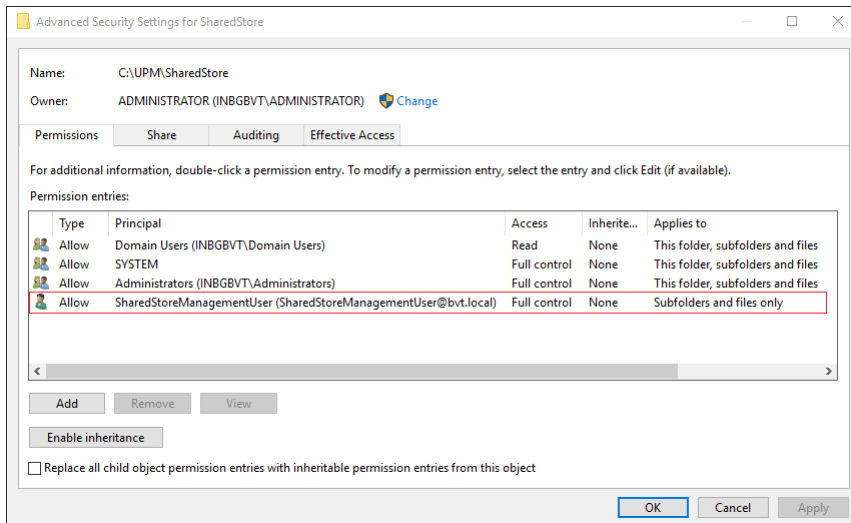 Advanced Security Settings for SharedStore
Name: C:\UPM\SharedStore
Owner: ADMINISTRATOR (INBGBVT\ADMINISTRATOR) Change
Permissions Share Auditing Effective Access
For additional information, double-click a permission entry. To modify a permission entry, select the entry and click Edit (if available).
Permission entries:
Type Principal Access Inherite... Applies to
Allow Domain Users (INBGBVT\Domain Users) Read None This folder, subfolders and files
Allow SYSTEM Full control None This folder, subfolders and files
Allow Administrators (INBGBVT\Administrators) Full control None This folder, subfolders and files
Allow SharedStoreManagementUser (SharedStoreManagementUser@bvt.local) Full control None Subfolders and files only
Add Remove View
Enable inheritance
Replace all child object permission entries with inheritable permission entries from this object
OK Cancel Apply